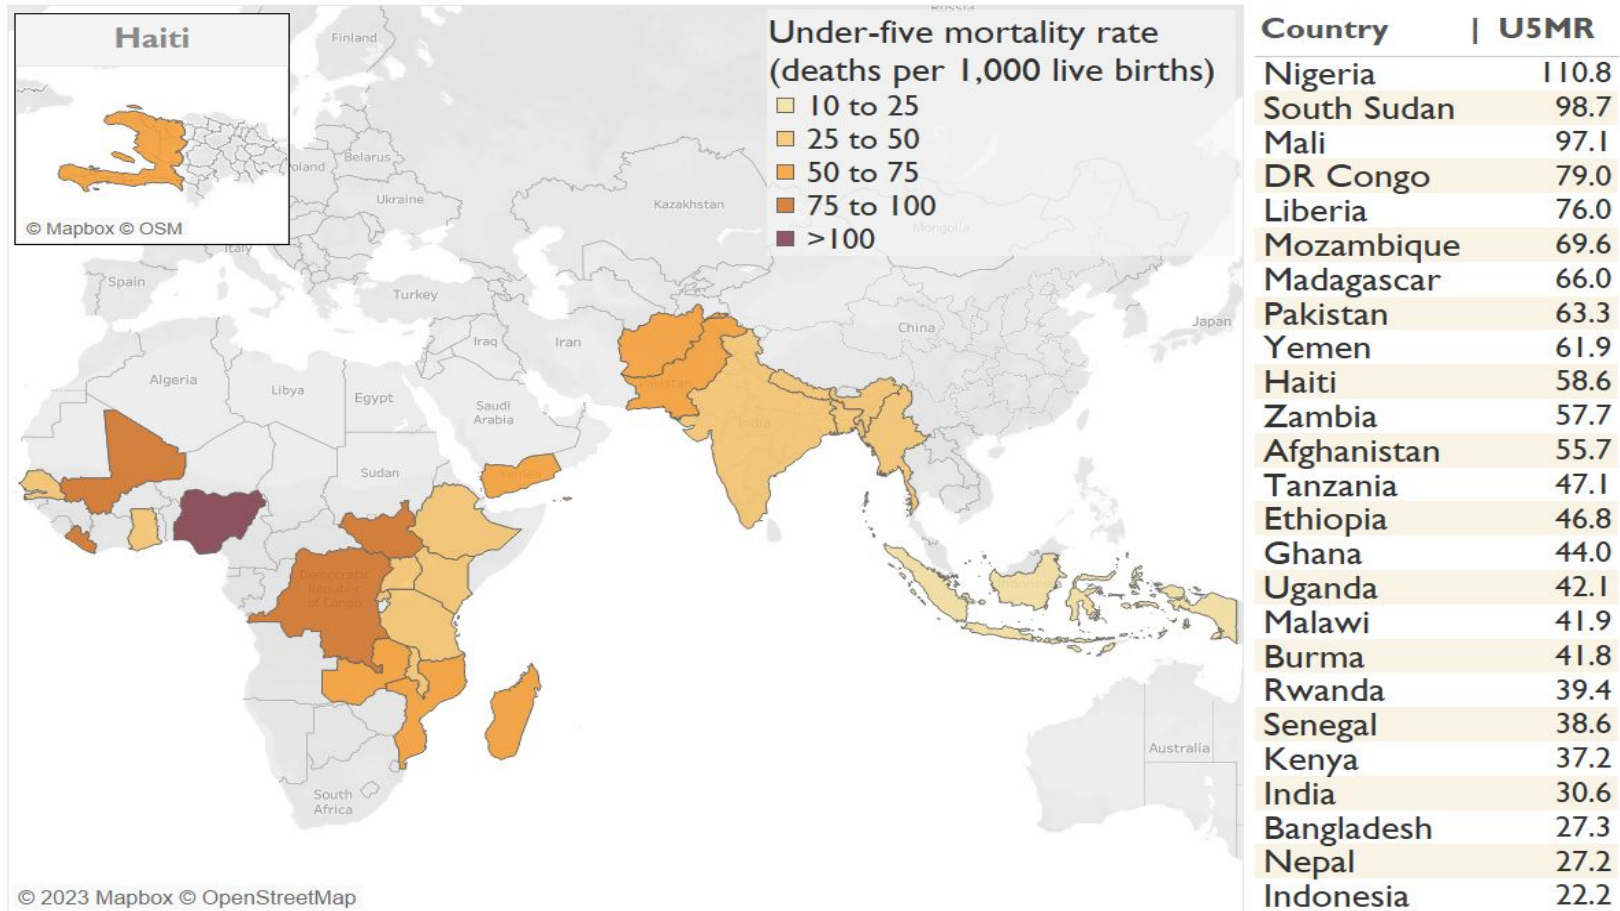 Haiti
© Mapbox © OSM
Under-five mortality rate
(deaths per 1,000 live births)
10 to 25
25 to 50
50 to 75
75 to 100
>100
Russia
Finland
Poland
Belarus
Ukraine
Kazakhstan
Mongolia
Italy
Spain
Turkey
China
Japan
Iraq
Iran
Pakistan
Algeria
Libya
Egypt
Saudi
Arabia
India
Sudan
Yemen
Democratic
Republic
of Congo
Indonesia
Australia
South
Africa
© 2023 Mapbox © OpenStreetMap
Country | U5MR
Nigeria 110.8
South Sudan 98.7
Mali 97.1
DR Congo 79.0
Liberia 76.0
Mozambique 69.6
Madagascar 66.0
Pakistan 63.3
Yemen 61.9
Haiti 58.6
Zambia 57.7
Afghanistan 55.7
Tanzania 47.1
Ethiopia 46.8
Ghana 44.0
Uganda 42.1
Malawi 41.9
Burma 41.8
Rwanda 39.4
Senegal 38.6
Kenya 37.2
India 30.6
Bangladesh 27.3
Nepal 27.2
Indonesia 22.2